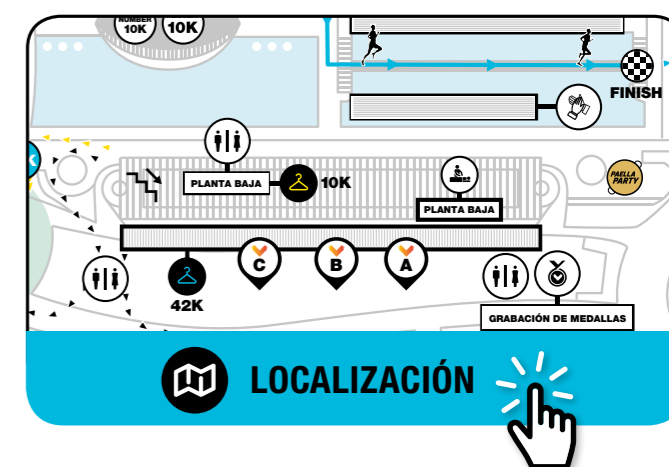 NUMBER
10K
10K
FINISH
PLANTA BAJA
10K
PLANTA BAJA
PAELLA
PARTY
C
B
A
42K
GRABACIÓN DE MEDALLAS
LOCALIZACIÓN